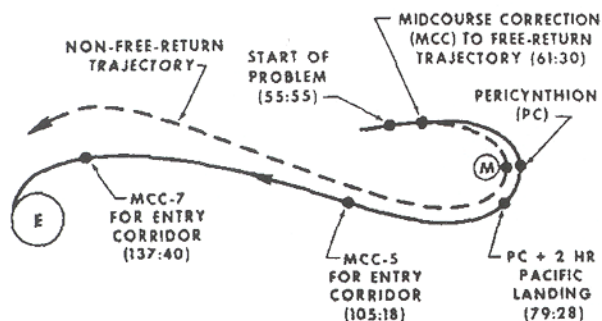 MIDCOURSE CORRECTION
(MCC) TO FREE-RETURN
TRAJECTORY (61:30)
NON-FREE-RETURN
TRAJECTORY
START OF
PROBLEM
(55:55)
PERICYNTHION
(PC)
M
E
MCC-7
FOR ENTRY
CORRIDOR
(137:40)
MCC-5
FOR ENTRY
CORRIDOR
(105:18)
PC + 2 HR
PACIFIC
LANDING
(79:28)